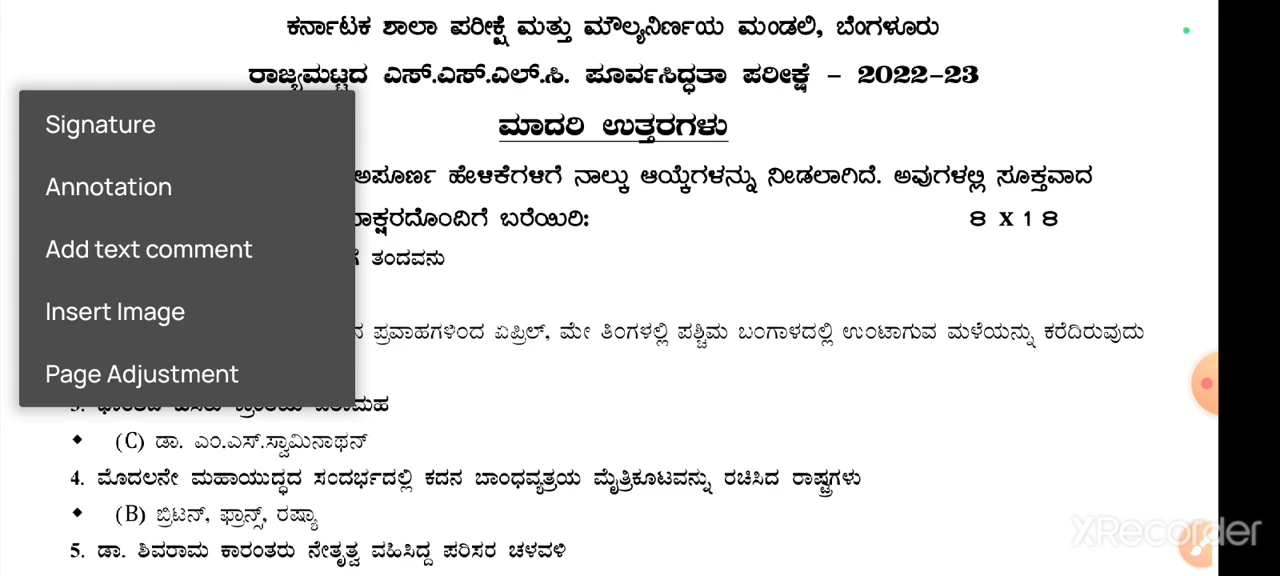 ಕರ್ನಾಟಕ ಶಾಲಾ ಪರೀಕ್ಷೆ ಮತ್ತು ಮೌಲ್ಯನಿರ್ಣಯ ಮಂಡಲಿ, ಬೆಂಗಳೂರು
ರಾಜ್ಯಮಟ್ಟದ ಎಸ್.ಎಸ್.ಎಲ್.ಸಿ. ಪೂರ್ವಸಿದ್ಧತಾ ಪರೀಕ್ಷೆ – 2022-23
ಮಾದರಿ ಉತ್ತರಗಳು
Signature
Annotation
Add text comment
Insert Image
Page Adjustment
ಅಪೂರ್ಣ ಹೇಳಿಕೆಗಳಿಗೆ ನಾಲ್ಕು ಆಯ್ಕೆಗಳನ್ನು ನೀಡಲಾಗಿದೆ. ಅವುಗಳಲ್ಲಿ ಸೂಕ್ತವಾದ
ಬರೆಯಿರಿ: 8 X 1 8
ತಂದವನು
ಪ್ರವಾಹಗಳಿಂದ ಏಪ್ರಿಲ್, ಮೇ ತಿಂಗಳಲ್ಲಿ ಪಶ್ಚಿಮ ಬಂಗಾಳದಲ್ಲಿ ಉಂಟಾಗುವ ಮಳೆಯನ್ನು ಕರೆದಿರುವುದು
◆ (C) ಡಾ. ಎಂ.ಎಸ್.ಸ್ವಾಮಿನಾಥನ್
4. ಮೊದಲನೇ ಮಹಾಯುದ್ಧದ ಸಂದರ್ಭದಲ್ಲಿ ಕದನ ಬಾಂಧವ್ಯತ್ರಯ ಮೈತ್ರಿಕೂಟವನ್ನು ರಚಿಸಿದ ರಾಷ್ಟ್ರಗಳು
◆ (B) ಬ್ರಿಟನ್, ಫ್ರಾನ್ಸ್, ರಷ್ಯಾ
5. ಡಾ. ಶಿವರಾಮ ಕಾರಂತರು ನೇತೃತ್ವ ವಹಿಸಿದ್ದ ಪರಿಸರ ಚಳವಳಿ
XRecorder